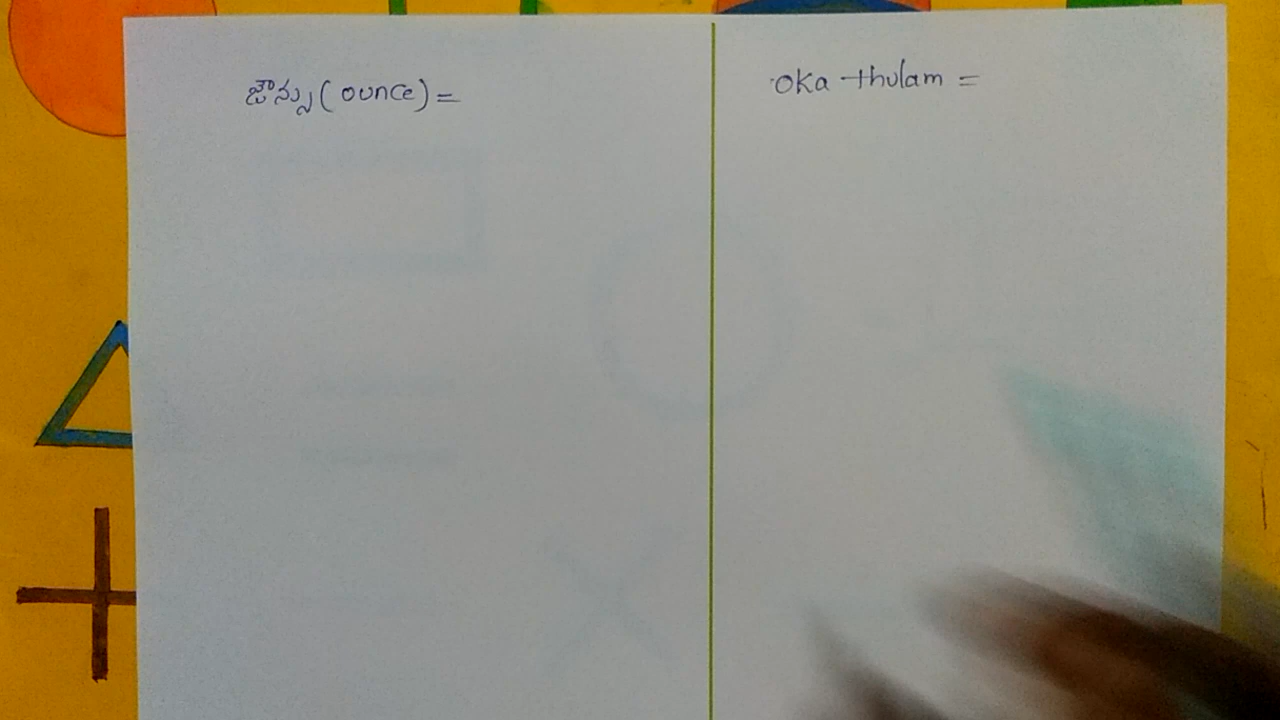 ఔన్సు( ounce) =
oka thulam =